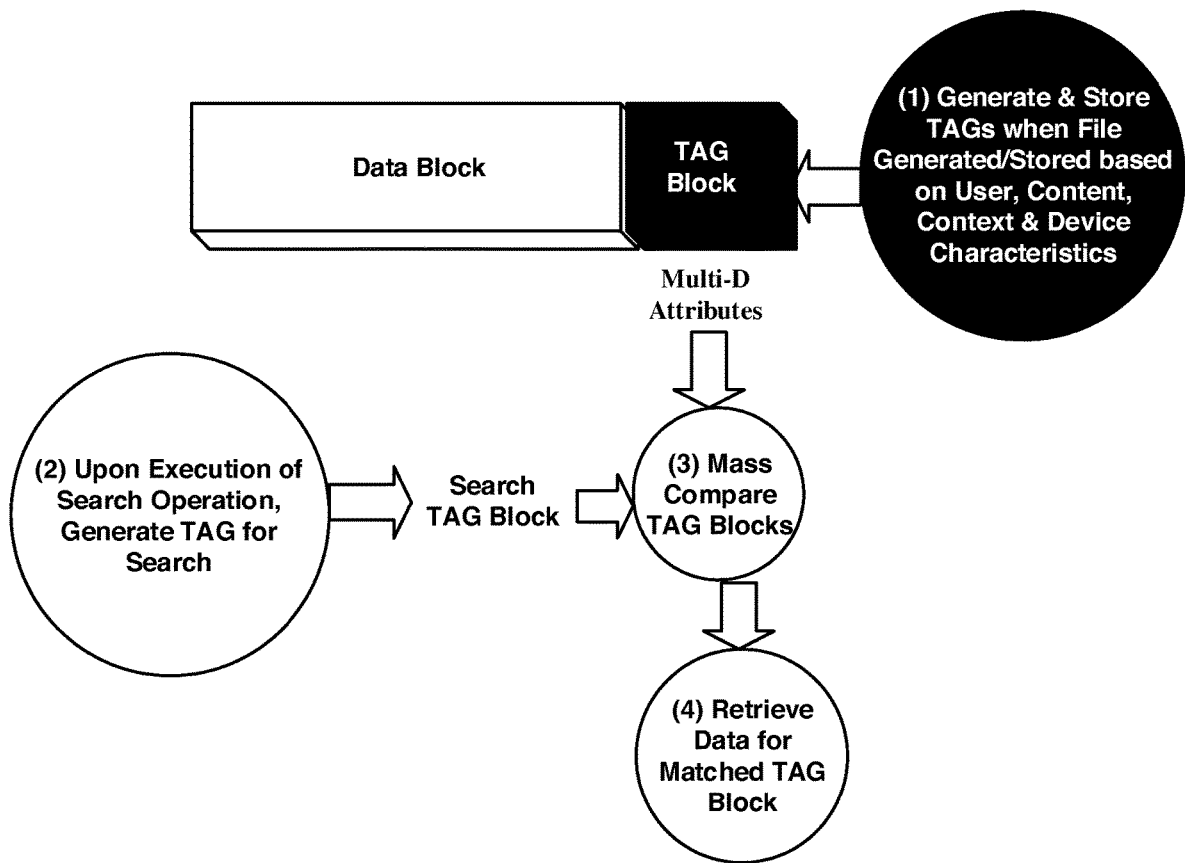 (1) Generate & Store
TAGs when File
Generated/Stored based
on User, Content,
Context & Device
Characteristics
Data Block
TAG
Block
Multi-D
Attributes
(2) Upon Execution of
Search Operation,
Generate TAG for
Search
Search
TAG Block
(3) Mass
Compare
TAG Blocks
(4) Retrieve
Data for
Matched TAG
Block